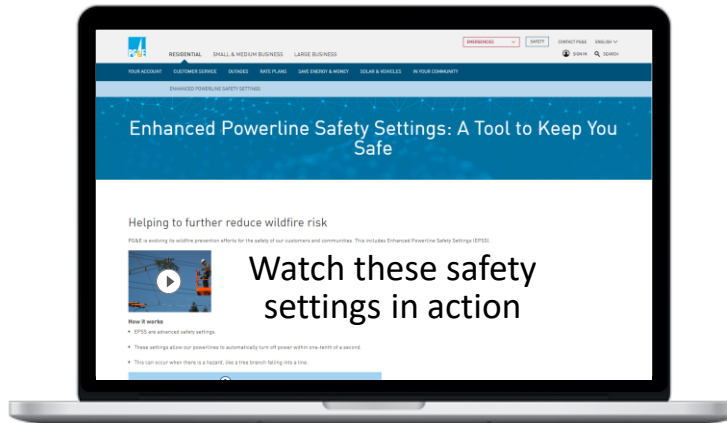 PG&E
RESIDENTIAL SMALL & MEDIUM BUSINESS LARGE BUSINESS
EMERGENCIES SAFETY CONTACT PG&E ENGLISH
SIGN IN SEARCH
YOUR ACCOUNT CUSTOMER SERVICE OUTAGES RATE PLANS SAVE ENERGY & MONEY SOLAR & VEHICLES IN YOUR COMMUNITY
ENHANCED POWERLINE SAFETY SETTINGS
Enhanced Powerline Safety Settings: A Tool to Keep You
Safe
Helping to further reduce wildfire risk
PG&E is evolving its wildfire prevention efforts for the safety of our customers and communities. This includes Enhanced Powerline Safety Settings (EPSS).
Watch these safety
settings in action
How it works
• EPSS are advanced safety settings.
• These settings allow our powerlines to automatically turn off power within one-tenth of a second.
• This can occur when there is a hazard, like a tree branch falling into a line.